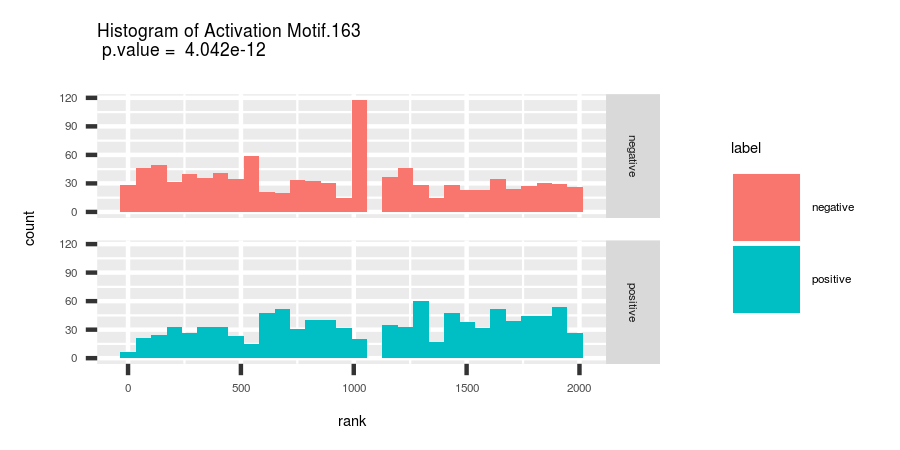 Histogram of Activation Motif.163
p.value =  4.042e-12
120
90
60
30
0
negative
120
90
60
30
0
positive
0
500
1000
1500
2000
rank
count
label
negative
positive